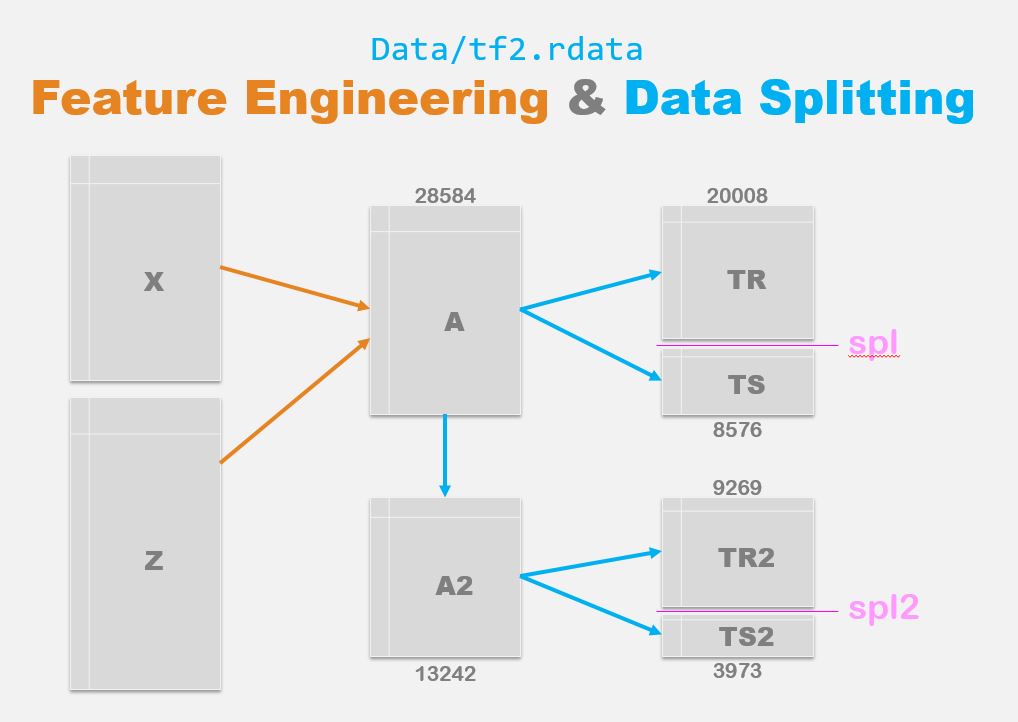 Data/tf2.rdata
Feature Engineering & Data Splitting
X
Z
28584
A
A2
13242
20008
TR
spl
TS
8576
9269
TR2
spl2
TS2
3973